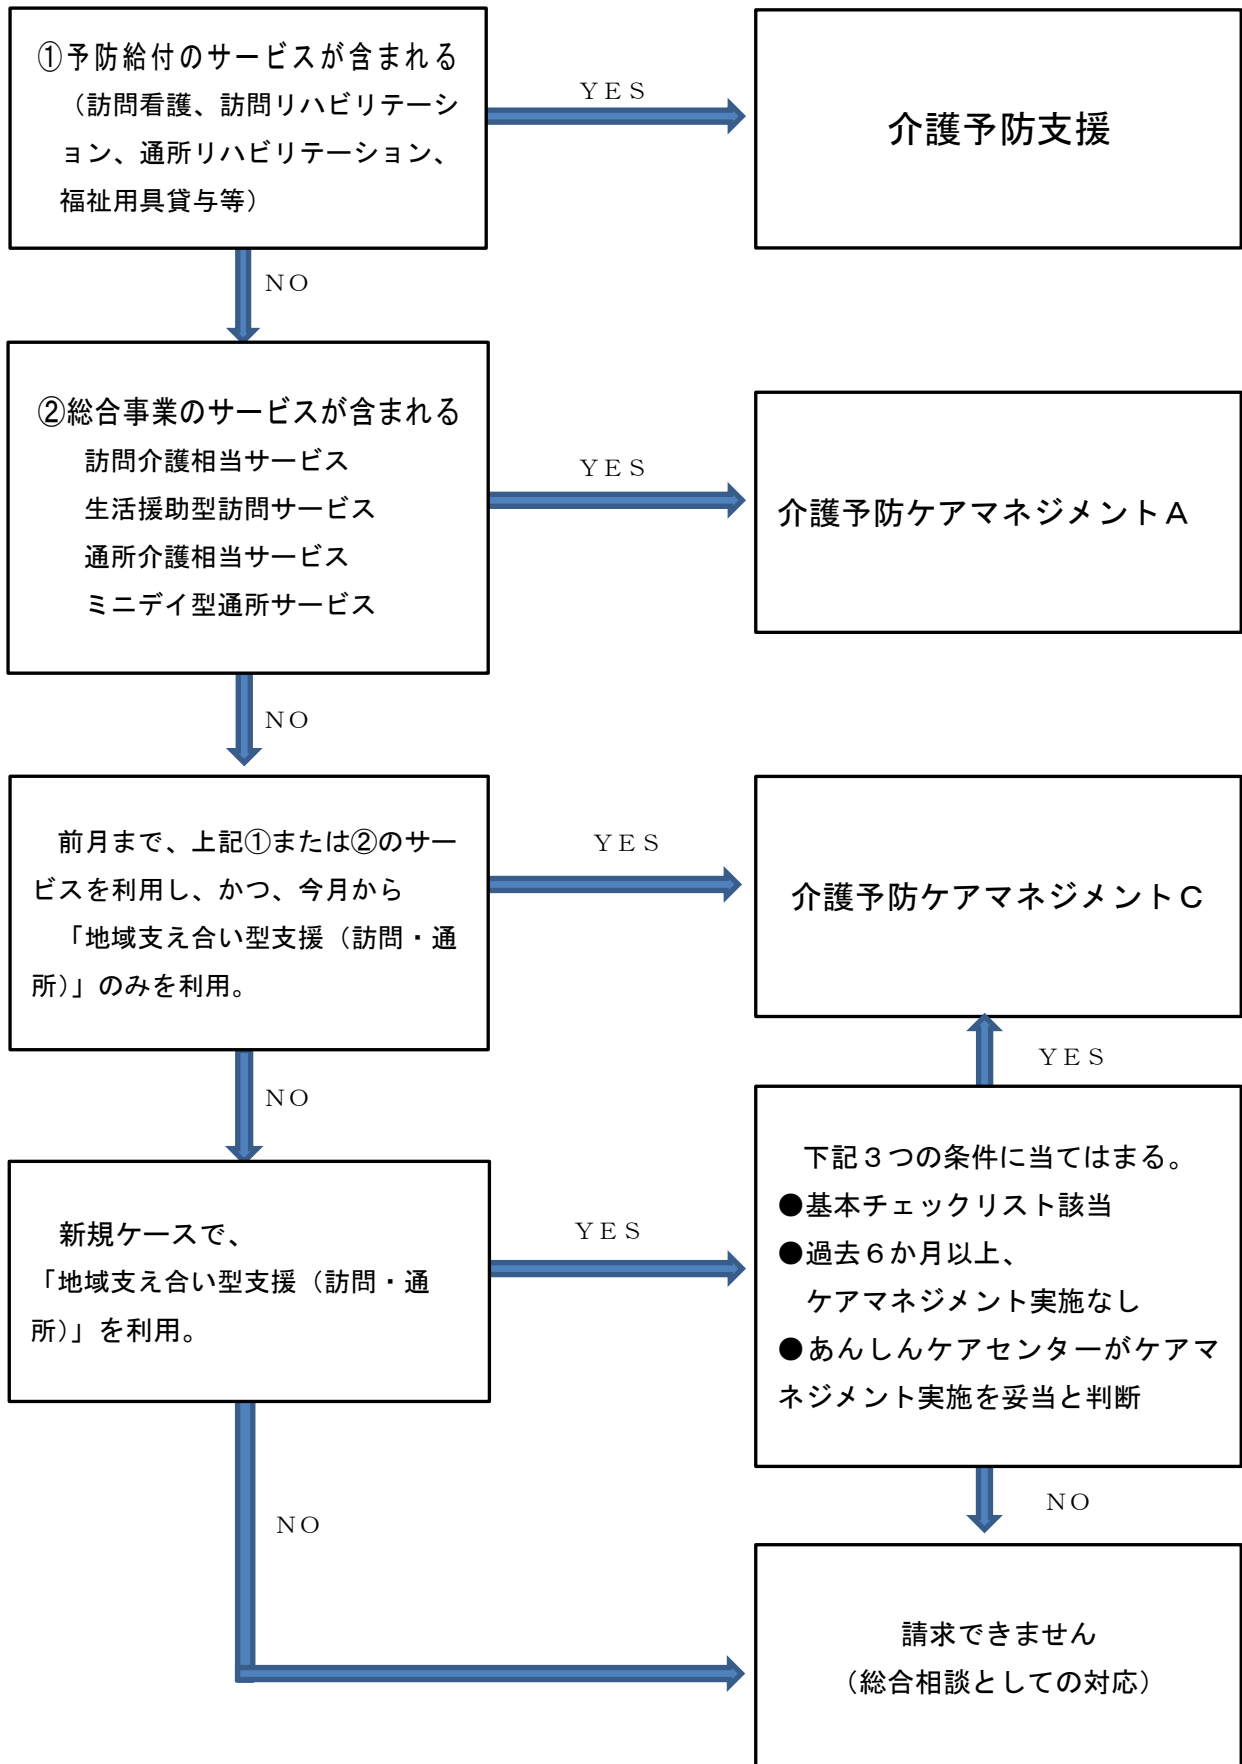 ①予防給付のサービスが含まれる
（訪問看護、訪問リハビリテーシ
ョン、通所リハビリテーション、
福祉用具貸与等）
ＹＥＳ
介護予防支援
ＮＯ
②総合事業のサービスが含まれる
訪問介護相当サービス
生活援助型訪問サービス
通所介護相当サービス
ミニデイ型通所サービス
ＹＥＳ
介護予防ケアマネジメントＡ
ＮＯ
前月まで、上記①または②のサー
ビスを利用し、かつ、今月から
「地域支え合い型支援（訪問・通
所）」のみを利用。
ＹＥＳ
介護予防ケアマネジメントＣ
ＮＯ
ＹＥＳ
新規ケースで、
「地域支え合い型支援（訪問・通
所）」を利用。
ＹＥＳ
下記３つの条件に当てはまる。
●基本チェックリスト該当
●過去６か月以上、
ケアマネジメント実施なし
●あんしんケアセンターがケアマ
ネジメント実施を妥当と判断
ＮＯ
ＮＯ
請求できません
（総合相談としての対応）